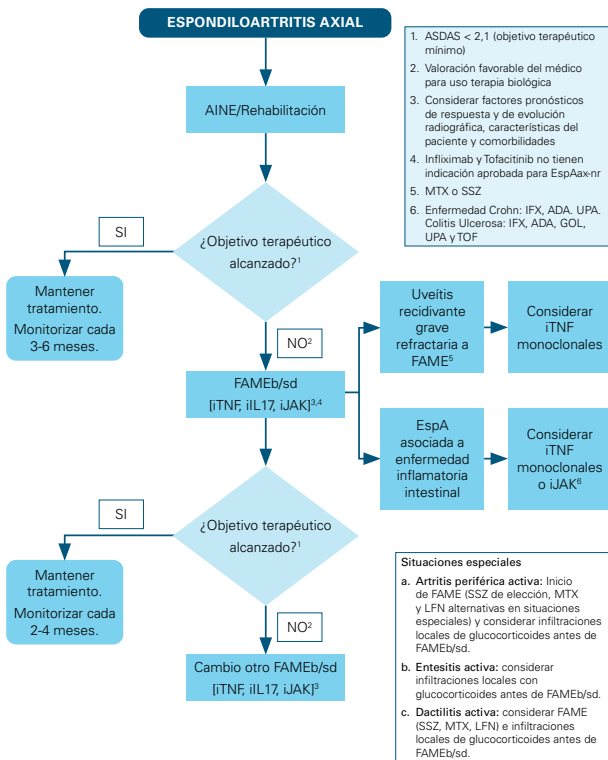 ESPONDILOARTRITIS AXIAL
AINE/Rehabilitación
1. ASDAS < 2,1 (objetivo terapéutico
mínimo)
2. Valoración favorable del médico
para uso terapia biológica
3. Considerar factores pronósticos
de respuesta y de evolución
radiográfica, características del
paciente y comorbilidades
4. Infliximab y Tofacitinib no tienen
indicación aprobada para EspAax-nr
5. MTX o SSZ
6. Enfermedad Crohn: IFX, ADA. UPA.
Colitis Ulcerosa: IFX, ADA, GOL,
UPA y TOF
¿Objetivo terapéutico
alcanzado?1
SI
Mantener
tratamiento.
Monitorizar cada
3-6 meses.
NO2
FAMEb/sd
[iTNF, iIL17, iJAK]3,4
Uveítis
recidivante
grave
refractaria a
FAME5
Considerar
iTNF
monoclonales
EspA
asociada a
enfermedad
inflamatoria
intestinal
Considerar
iTNF
monoclonales
o iJAK6
¿Objetivo terapéutico
alcanzado?1
SI
Mantener
tratamiento.
Monitorizar cada
2-4 meses.
NO2
Cambio otro FAMEb/sd
[iTNF, iIL17, iJAK]3
Situaciones especiales
a. Artritis periférica activa: Inicio
de FAME (SSZ de elección, MTX
y LFN alternativas en situaciones
especiales) y considerar infiltraciones
locales de glucocorticoides antes de
FAMEb/sd.
b. Entesitis activa: considerar
infiltraciones locales con
glucocorticoides antes de FAMEb/sd.
c. Dactilitis activa: considerar FAME
(SSZ, MTX, LFN) e infiltraciones
locales de glucocorticoides antes de
FAMEb/sd.